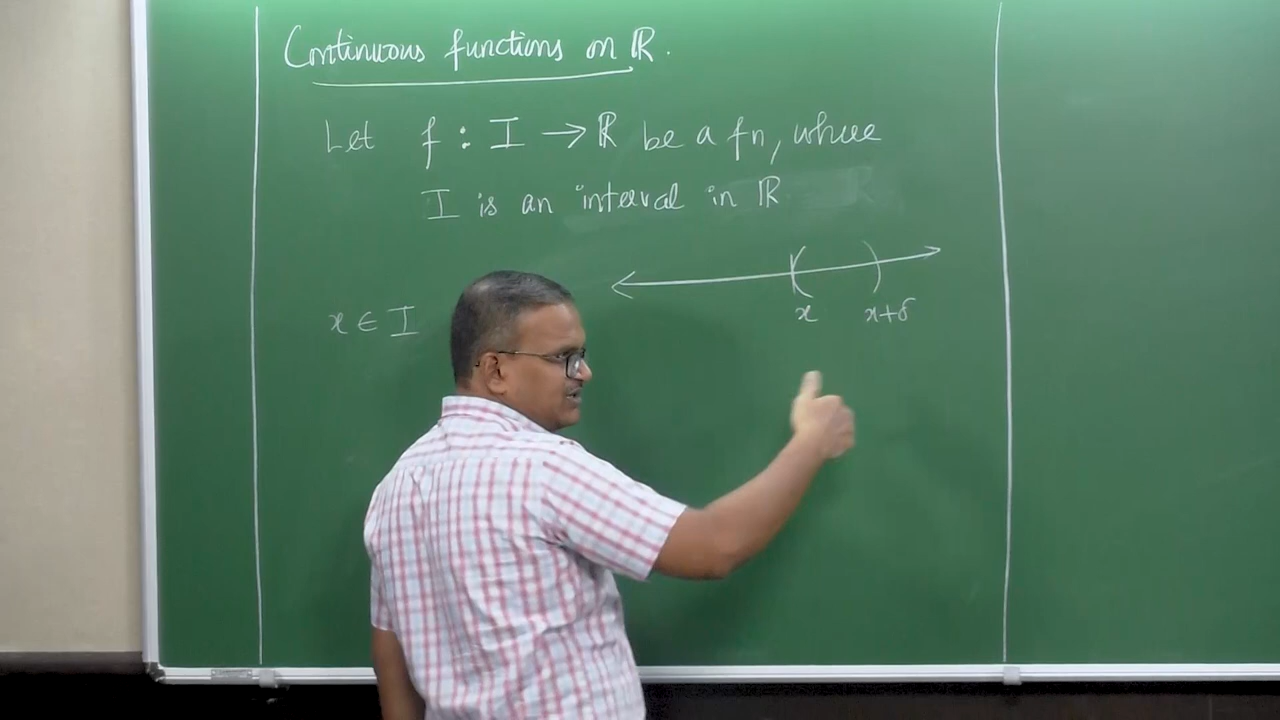 Continuous functions on ℝ.
Let f : I → ℝ be a fn, where
I is an interval in ℝ
x x+δ
x ∈ I